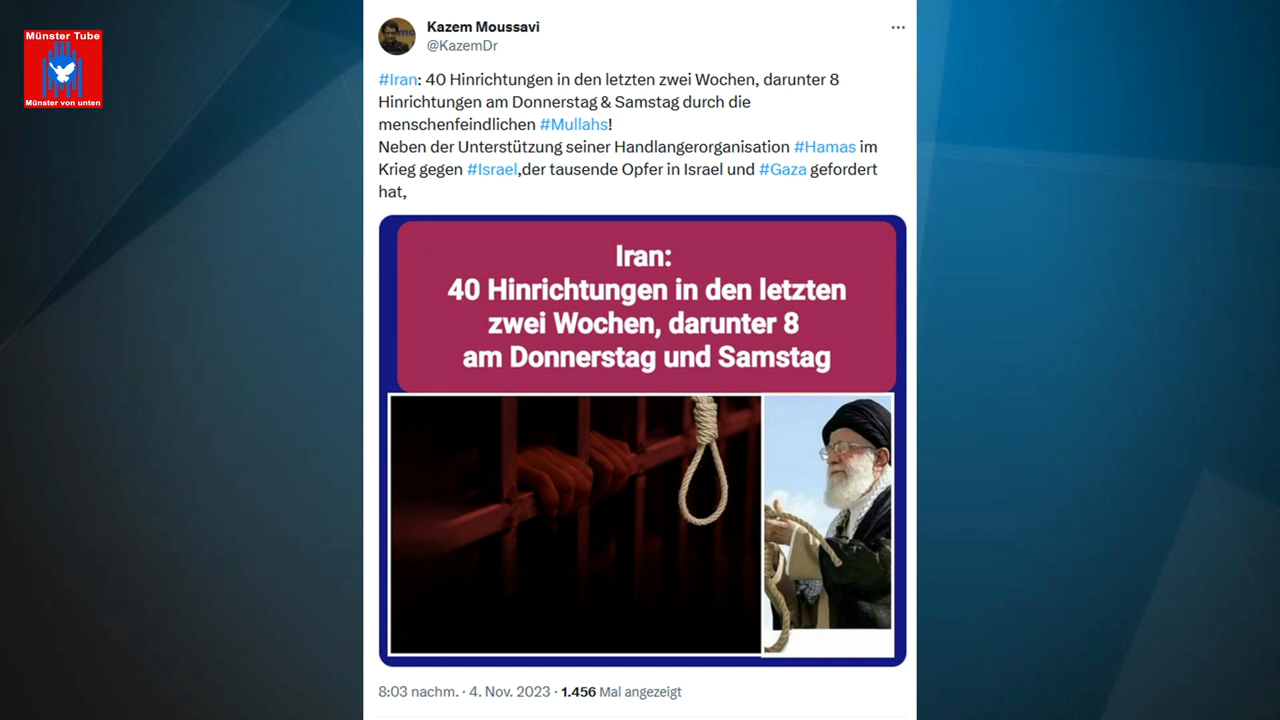 Münster Tube
Münster von unten
Kazem Moussavi
@KazemDr
#Iran: 40 Hinrichtungen in den letzten zwei Wochen, darunter 8
Hinrichtungen am Donnerstag & Samstag durch die
menschenfeindlichen #Mullahs!
Neben der Unterstützung seiner Handlangerorganisation #Hamas im
Krieg gegen #Israel,der tausende Opfer in Israel und #Gaza gefordert
hat,
Iran:
40 Hinrichtungen in den letzten
zwei Wochen, darunter 8
am Donnerstag und Samstag
8:03 nachm. · 4. Nov. 2023 · 1.456 Mal angezeigt